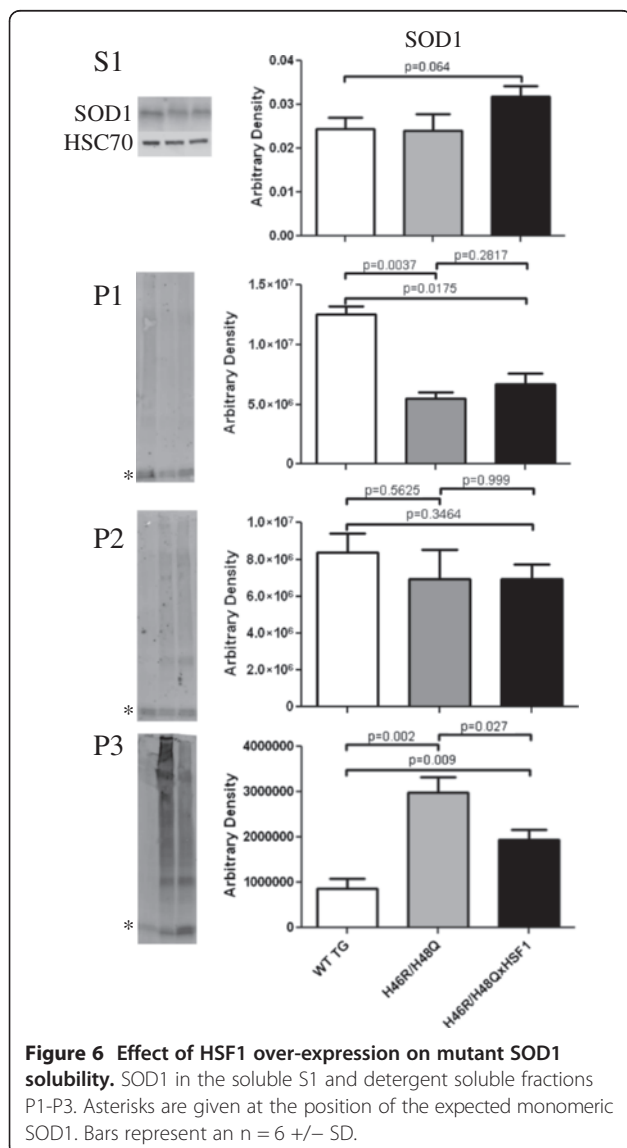 SOD1
S1
SOD1
HSC70
p=0.064
Arbitrary Density
0.04
0.03
0.02
0.01
0.00
P1
*
p=0.2817
p=0.0037
p=0.0175
Arbitrary Density
1.5×10⁷
1.0×10⁷
5.0×10⁶
0
P2
*
p=0.5625
p=0.999
p=0.3464
Arbitrary Density
1.0×10⁷
8.0×10⁶
6.0×10⁶
4.0×10⁶
2.0×10⁶
0
P3
*
p=0.002
p=0.027
p=0.009
Arbitrary Density
4000000
3000000
2000000
1000000
0
WT TG
H46R/H48Q
H46R/H48QxHSF1
Figure 6 Effect of HSF1 over-expression on mutant SOD1
solubility. SOD1 in the soluble S1 and detergent soluble fractions
P1-P3. Asterisks are given at the position of the expected monomeric
SOD1. Bars represent an n = 6 +/− SD.